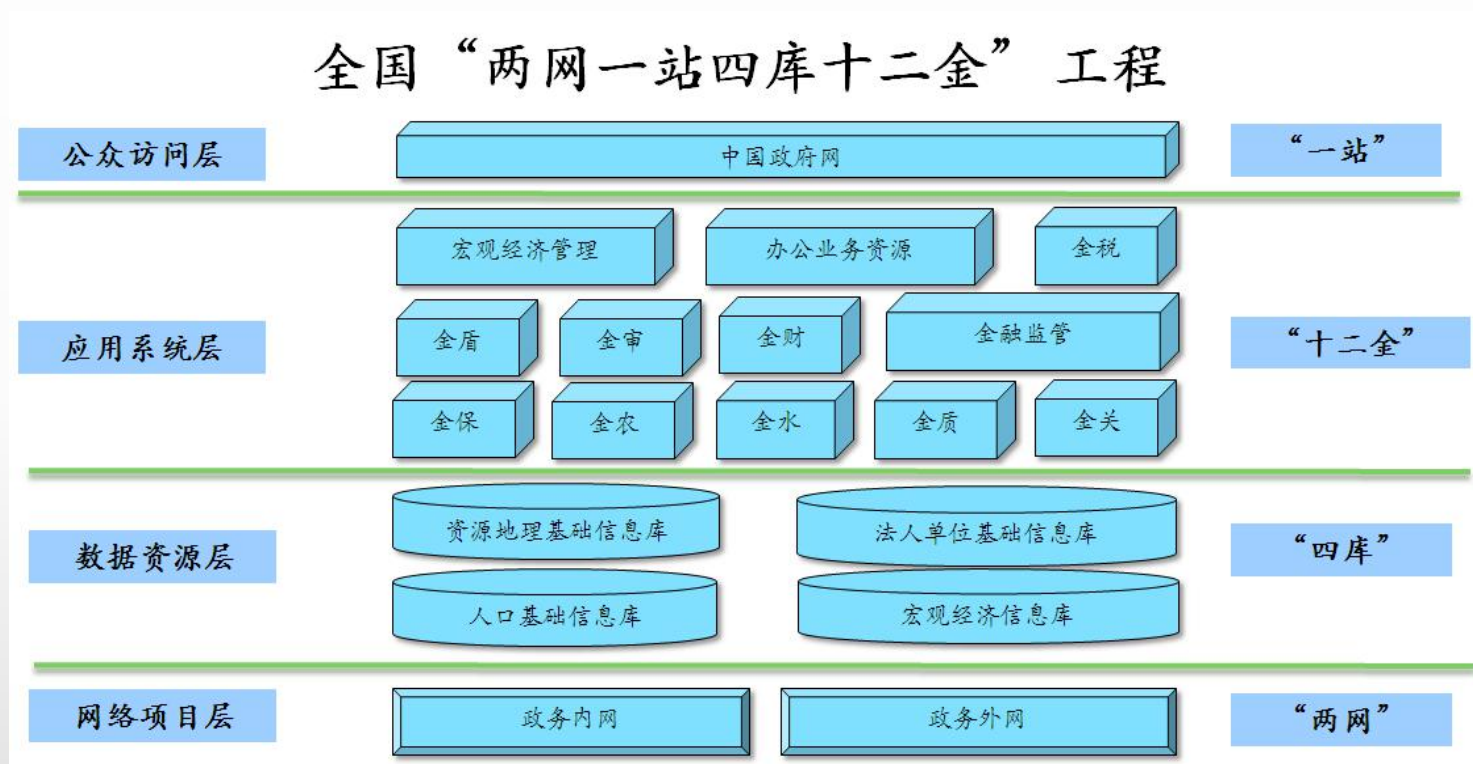 全国“两网一站四库十二金”工程
公众访问层
中国政府网
“一站”
宏观经济管理
办公业务资源
金税
应用系统层
金盾
金审
金财
金融监管
“十二金”
金保
金农
金水
金质
金关
数据资源层
资源地理基础信息库
法人单位基础信息库
“四库”
人口基础信息库
宏观经济信息库
网络项目层
政务内网
政务外网
“两网”